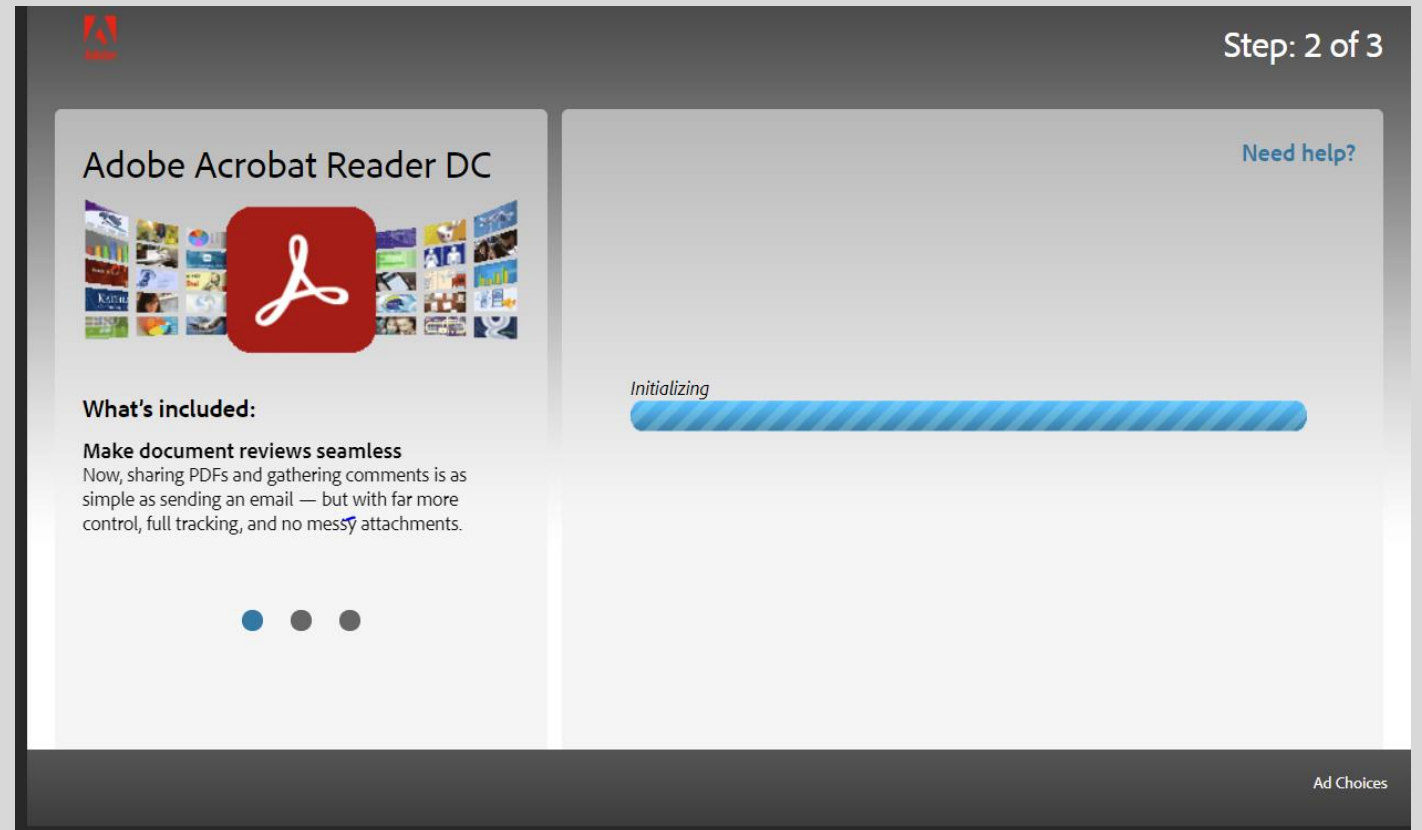 Step: 2 of 3
Adobe Acrobat Reader DC
What's included:
Make document reviews seamless
Now, sharing PDFs and gathering comments is as
simple as sending an email — but with far more
control, full tracking, and no messy attachments.
Need help?
Initializing
Ad Choices